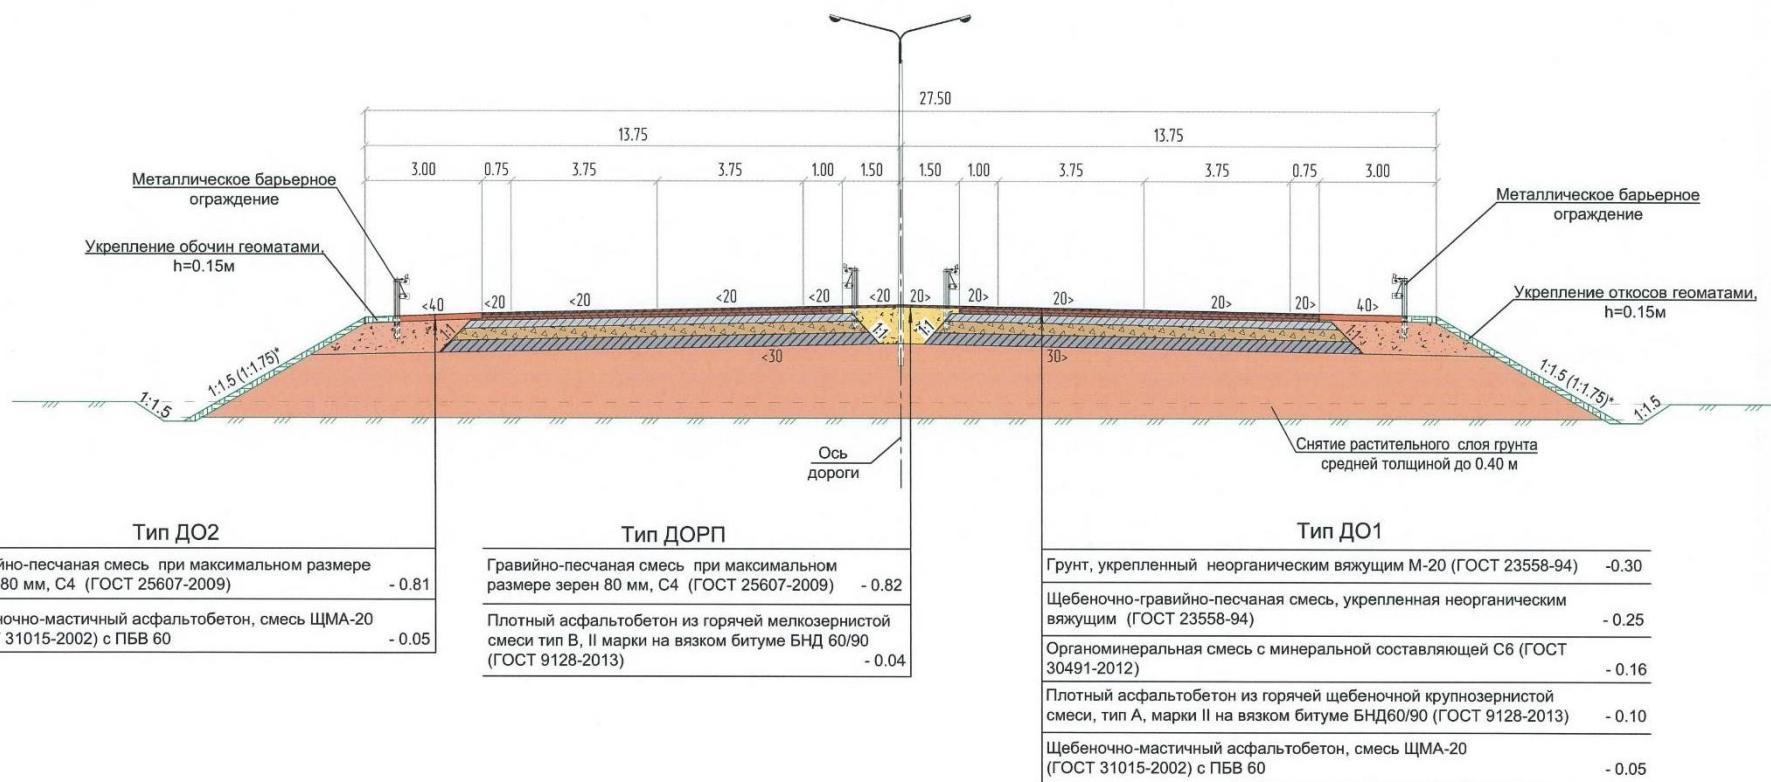 27.50
13.75 13.75
3.00 0.75 3.75 3.75 1.00 1.50 1.50 1.00 3.75 3.75 0.75 3.00
Металлическое барьерное
ограждение
Металлическое барьерное
ограждение
Укрепление обочин геоматами,
h=0.15м
Укрепление откосов геоматами,
h=0.15м
<40 <20 <20 <20 <20 <20 20> 20> 20> 20> 20> 40>
1:1 1:1 1:1 1:1
<30 30>
1:1.5 1:1.5 (1:1.75)* 1:1.5 (1:1.75)* 1:1.5
Ось
дороги
Снятие растительного слоя грунта
средней толщиной до 0.40 м
Тип ДО2
йно-песчаная смесь при максимальном размере
80 мм, С4 (ГОСТ 25607-2009) - 0.81
ночно-мастичный асфальтобетон, смесь ЩМА-20
31015-2002) с ПБВ 60 - 0.05
Тип ДОРП
Гравийно-песчаная смесь при максимальном
размере зерен 80 мм, С4 (ГОСТ 25607-2009) - 0.82
Плотный асфальтобетон из горячей мелкозернистой
смеси тип В, II марки на вязком битуме БНД 60/90
(ГОСТ 9128-2013) - 0.04
Тип ДО1
Грунт, укрепленный неорганическим вяжущим М-20 (ГОСТ 23558-94) -0.30
Щебеночно-гравийно-песчаная смесь, укрепленная неорганическим
вяжущим (ГОСТ 23558-94) - 0.25
Органоминеральная смесь с минеральной составляющей С6 (ГОСТ
30491-2012) - 0.16
Плотный асфальтобетон из горячей щебеночной крупнозернистой
смеси, тип А, марки II на вязком битуме БНД60/90 (ГОСТ 9128-2013) - 0.10
Щебеночно-мастичный асфальтобетон, смесь ЩМА-20
(ГОСТ 31015-2002) с ПБВ 60 - 0.05